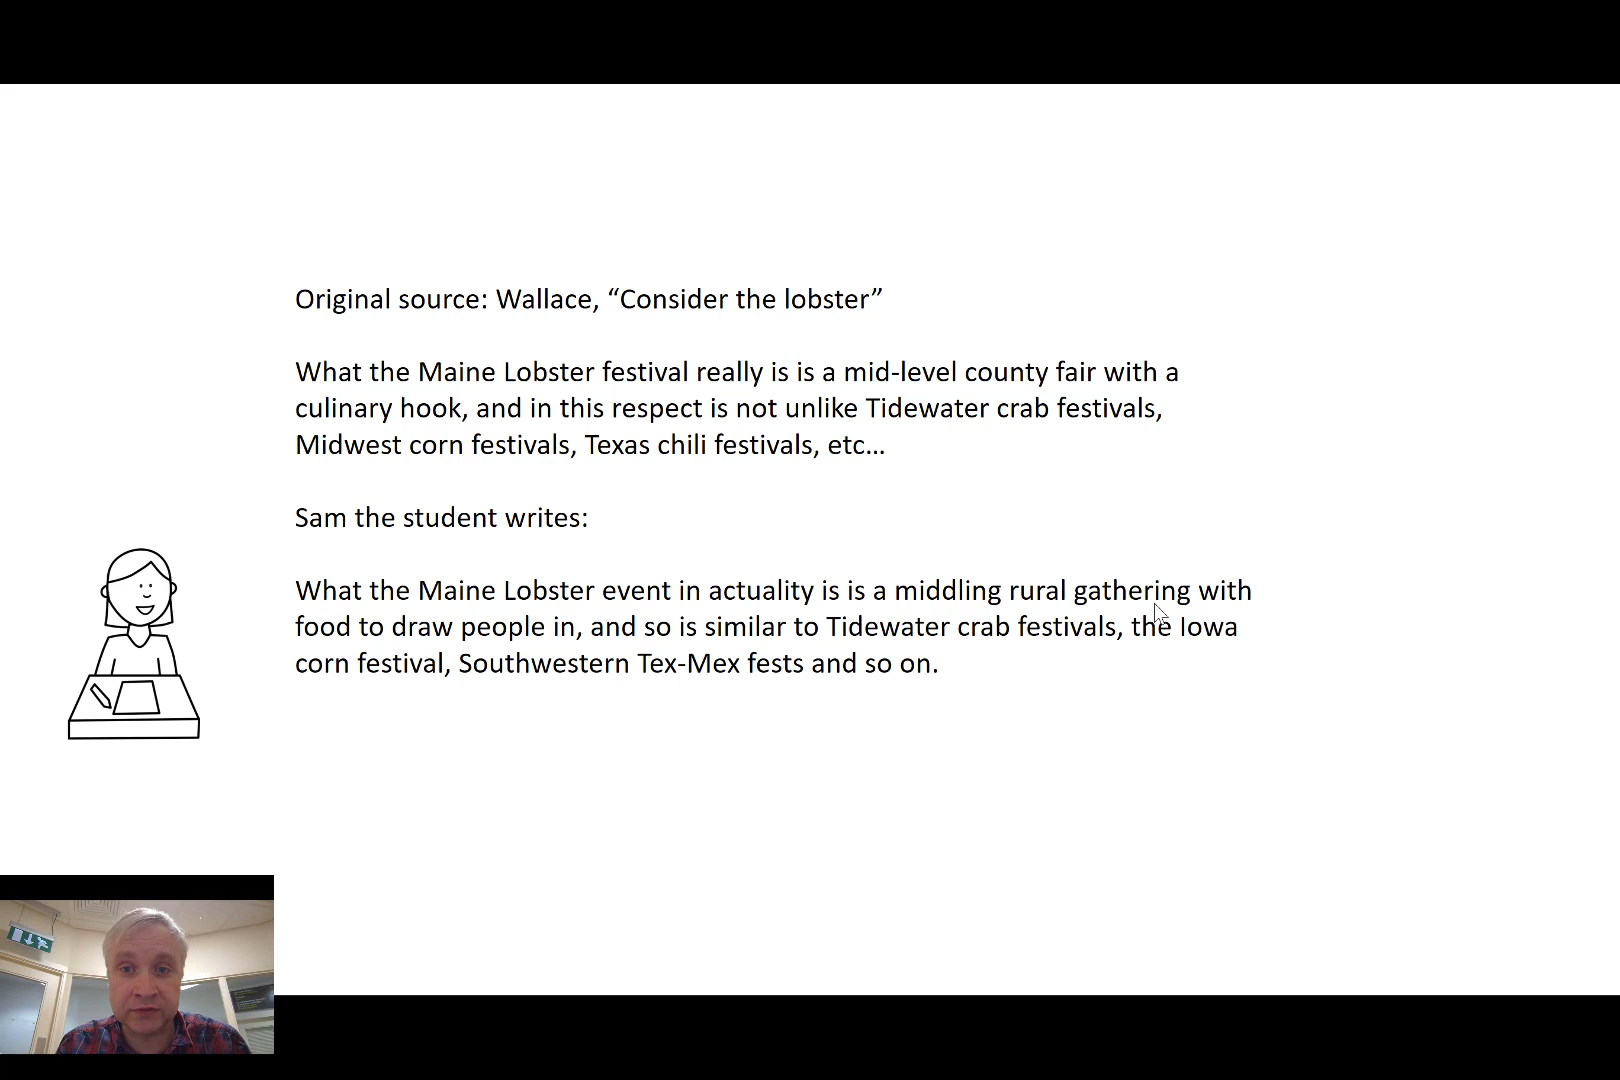 Original source: Wallace, “Consider the lobster”
What the Maine Lobster festival really is is a mid-level county fair with a
culinary hook, and in this respect is not unlike Tidewater crab festivals,
Midwest corn festivals, Texas chili festivals, etc…
Sam the student writes:
What the Maine Lobster event in actuality is is a middling rural gathering with
food to draw people in, and so is similar to Tidewater crab festivals, the Iowa
corn festival, Southwestern Tex-Mex fests and so on.